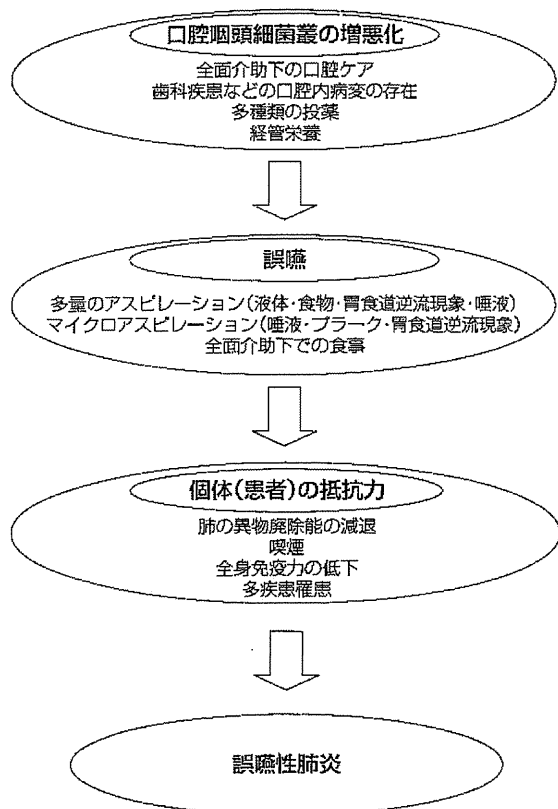 口腔咽頭細菌叢の増悪化
全面介助下の口腔ケア
歯科疾患などの口腔内病変の存在
多種類の投薬
経管栄養
誤嚥
多量のアスピレーション(液体・食物・胃食道逆流現象・唾液)
マイクロアスピレーション(唾液・プラーク・胃食道逆流現象)
全面介助下での食事
個体(患者)の抵抗力
肺の異物廃除能の減退
喫煙
全身免疫力の低下
多疾患罹患
誤嚥性肺炎